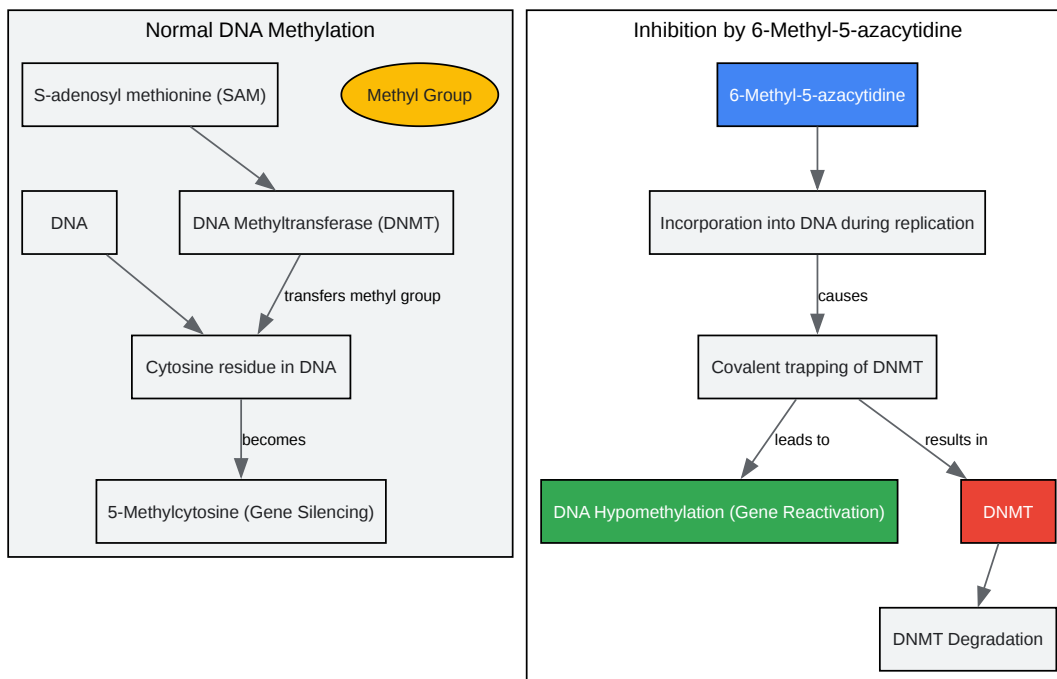 Normal DNA Methylation
S-adenosyl methionine (SAM)
Methyl Group
DNA
DNA Methyltransferase (DNMT)
transfers methyl group
Cytosine residue in DNA
becomes
5-Methylcytosine (Gene Silencing)
Inhibition by 6-Methyl-5-azacytidine
6-Methyl-5-azacytidine
Incorporation into DNA during replication
causes
Covalent trapping of DNMT
leads to
results in
DNA Hypomethylation (Gene Reactivation)
DNMT
DNMT Degradation